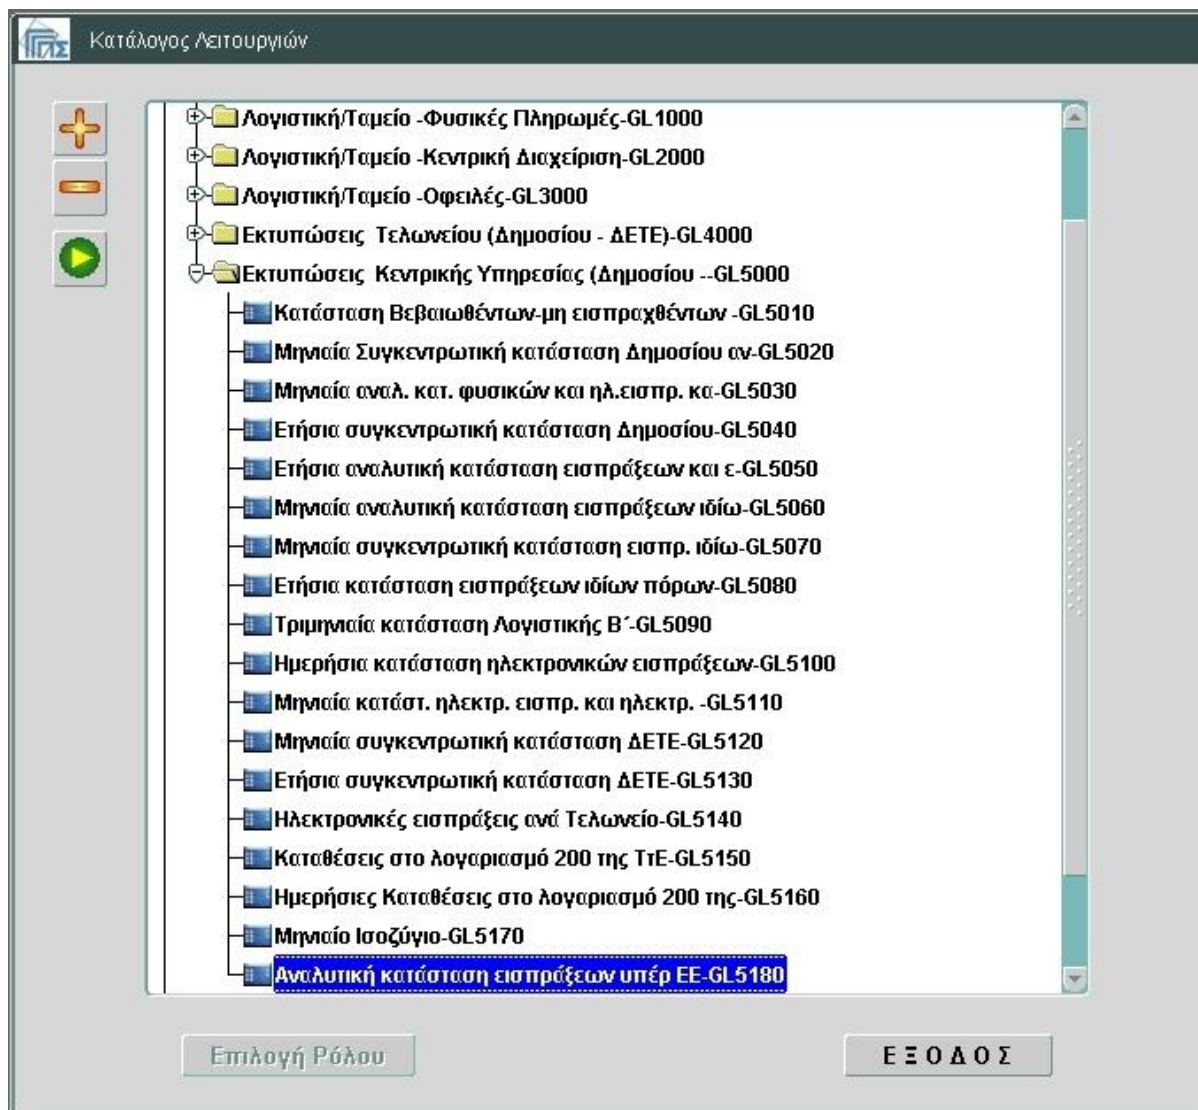 ΓΓΠΣ Κατάλογος Λειτουργιών
Λογιστική/Ταμείο -Φυσικές Πληρωμές-GL1000
Λογιστική/Ταμείο -Κεντρική Διαχείριση-GL2000
Λογιστική/Ταμείο -Οφειλές-GL3000
Εκτυπώσεις Τελωνείου (Δημοσίου - ΔΕΤΕ)-GL4000
Εκτυπώσεις Κεντρικής Υπηρεσίας (Δημοσίου --GL5000
Κατάσταση Βεβαιωθέντων-μη εισπραχθέντων -GL5010
Μηνιαία Συγκεντρωτική κατάσταση Δημοσίου αν-GL5020
Μηνιαία αναλ. κατ. φυσικών και ηλ.εισπρ. κα-GL5030
Ετήσια συγκεντρωτική κατάσταση Δημοσίου-GL5040
Ετήσια αναλυτική κατάσταση εισπράξεων και ε-GL5050
Μηνιαία αναλυτική κατάσταση εισπράξεων ιδίω-GL5060
Μηνιαία συγκεντρωτική κατάσταση εισπρ. ιδίω-GL5070
Ετήσια κατάσταση εισπράξεων ιδίων πόρων-GL5080
Τριμηνιαία κατάσταση Λογιστικής Β΄-GL5090
Ημερήσια κατάσταση ηλεκτρονικών εισπράξεων-GL5100
Μηνιαία κατάστ. ηλεκτρ. εισπρ. και ηλεκτρ. -GL5110
Μηνιαία συγκεντρωτική κατάσταση ΔΕΤΕ-GL5120
Ετήσια συγκεντρωτική κατάσταση ΔΕΤΕ-GL5130
Ηλεκτρονικές εισπράξεις ανά Τελωνείο-GL5140
Καταθέσεις στο λογαριασμό 200 της ΤτΕ-GL5150
Ημερήσιες Καταθέσεις στο λογαριασμό 200 της-GL5160
Μηνιαίο Ισοζύγιο-GL5170
Αναλυτική κατάσταση εισπράξεων υπέρ ΕΕ-GL5180
Επιλογή Ρόλου ΕΞΟΔΟΣ